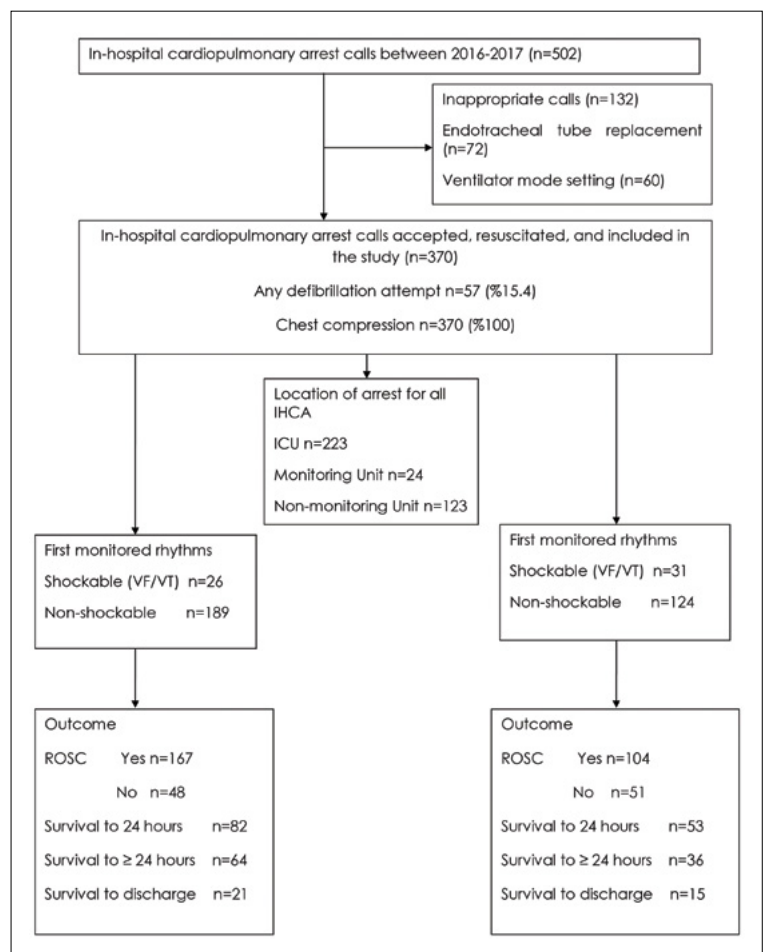 In-hospital cardiopulmonary arrest calls between 2016-2017 (n=502)
Inappropriate calls (n=132)
Endotracheal tube replacement
(n=72)
Ventilator mode setting (n=60)
In-hospital cardiopulmonary arrest calls accepted, resuscitated, and included in
the study (n=370)
Any defibrillation attempt n=57 (%15.4)
Chest compression n=370 (%100)
Location of arrest for all
IHCA
ICU n=223
Monitoring Unit n=24
Non-monitoring Unit n=123
First monitored rhythms
Shockable (VF/VT) n=26
Non-shockable n=189
First monitored rhythms
Shockable (VF/VT) n=31
Non-shockable n=124
Outcome
ROSC Yes n=167
No n=48
Survival to 24 hours n=82
Survival to ≥ 24 hours n=64
Survival to discharge n=21
Outcome
ROSC Yes n=104
No n=51
Survival to 24 hours n=53
Survival to ≥ 24 hours n=36
Survival to discharge n=15